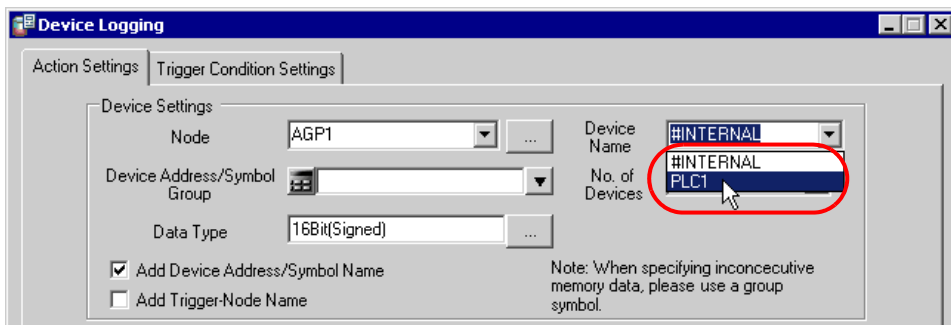 Device Logging
Action Settings
Trigger Condition Settings
Device Settings
Node
AGP1
...
Device
Name
#INTERNAL
#INTERNAL
PLC1
Device Address/Symbol
Group
No. of
Devices
Data Type
16Bit(Signed)
...
Add Device Address/Symbol Name
Add Trigger-Node Name
Note: When specifying inconcecutive
memory data, please use a group
symbol.